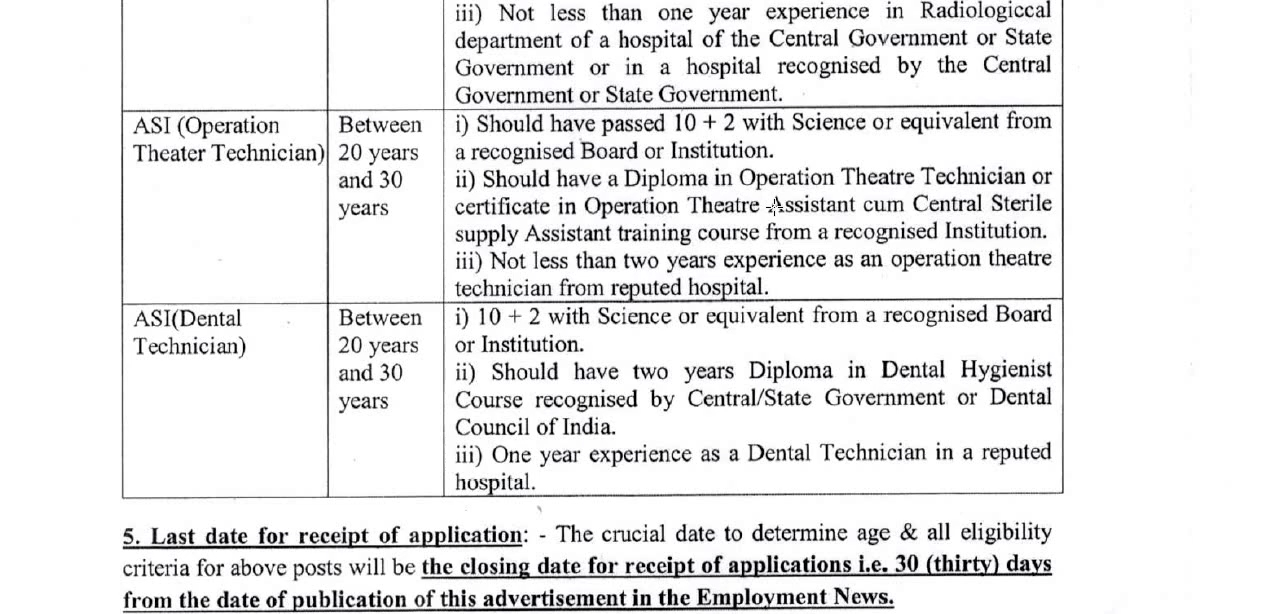 iii) Not less than one year experience in Radiologiccal
department of a hospital of the Central Government or State
Government or in a hospital recognised by the Central
Government or State Government.
ASI (Operation
Theater Technician)
Between
20 years
and 30
years
i) Should have passed 10 + 2 with Science or equivalent from
a recognised Board or Institution.
ii) Should have a Diploma in Operation Theatre Technician or
certificate in Operation Theatre Assistant cum Central Sterile
supply Assistant training course from a recognised Institution.
iii) Not less than two years experience as an operation theatre
technician from reputed hospital.
ASI(Dental
Technician)
Between
20 years
and 30
years
i) 10 + 2 with Science or equivalent from a recognised Board
or Institution.
ii) Should have two years Diploma in Dental Hygienist
Course recognised by Central/State Government or Dental
Council of India.
iii) One year experience as a Dental Technician in a reputed
hospital.
5. Last date for receipt of application: - The crucial date to determine age & all eligibility
criteria for above posts will be the closing date for receipt of applications i.e. 30 (thirty) days
from the date of publication of this advertisement in the Employment News.